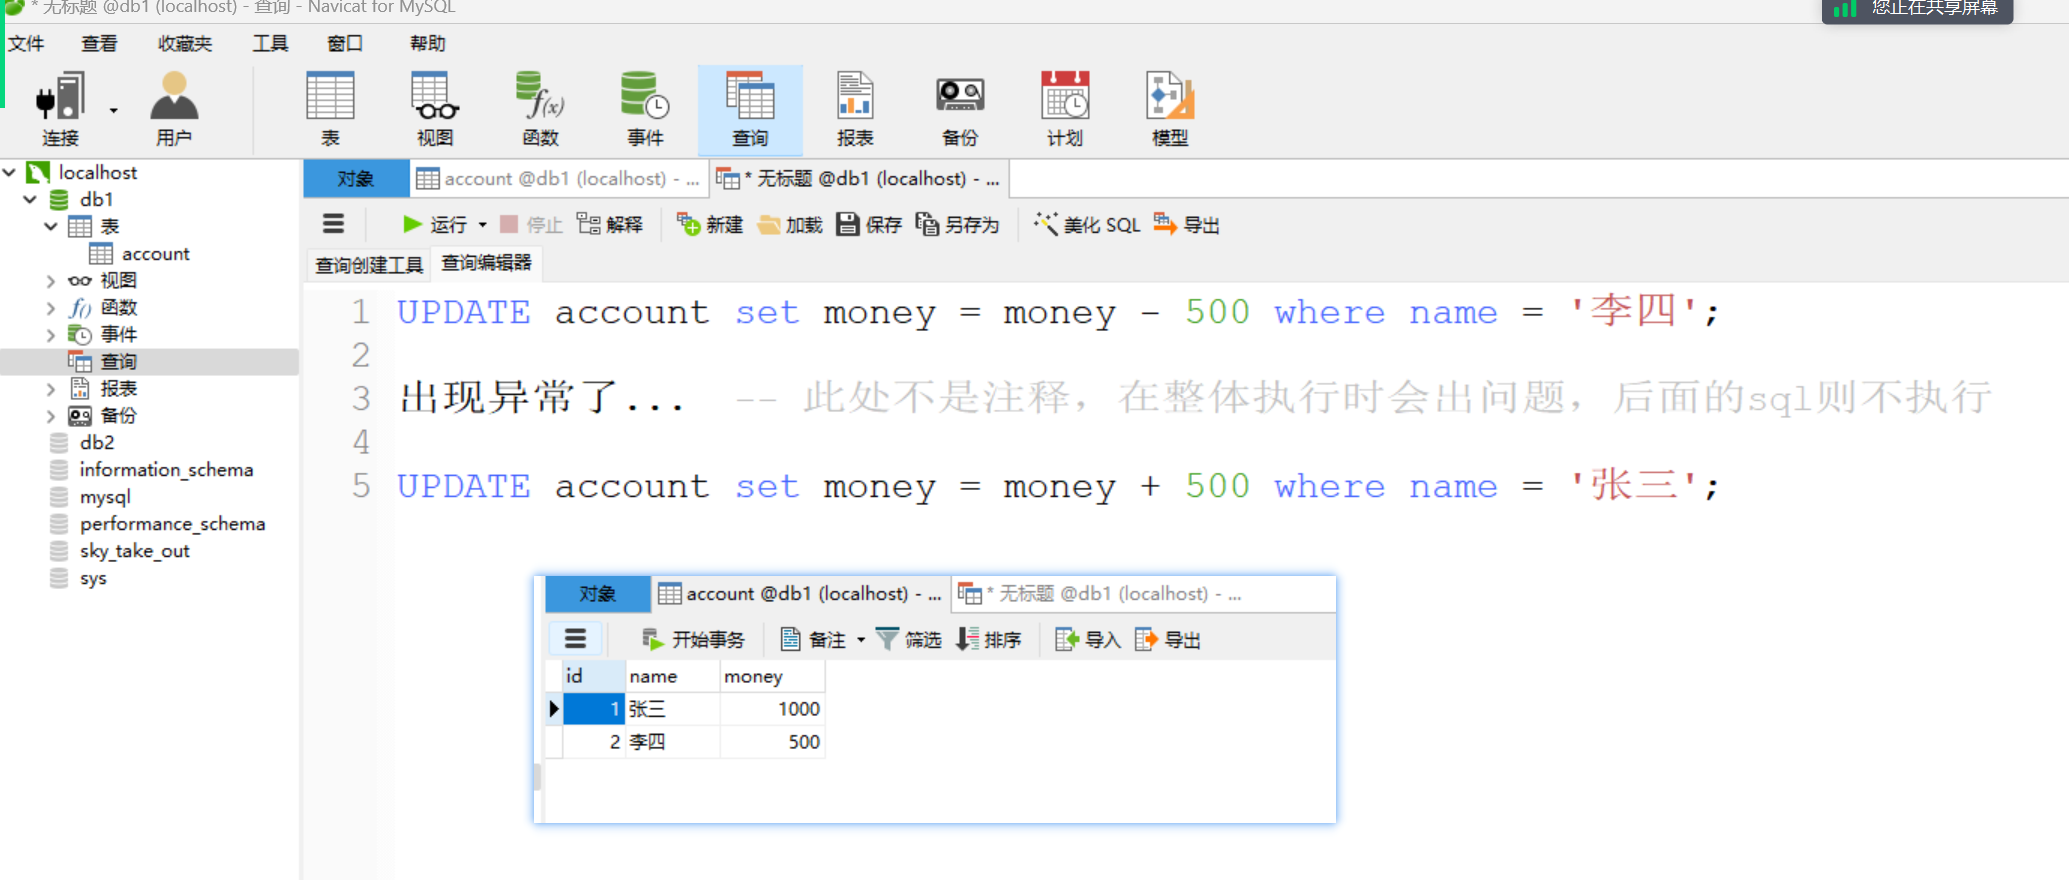 * 无标题 @db1 (localhost) - 查询 - Navicat for MySQL
您正在共享屏幕
文件 查看 收藏夹 工具 窗口 帮助
连接 用户 表 视图 函数 事件 查询 报表 备份 计划 模型
localhost
db1
表
account
视图
函数
事件
查询
报表
备份
db2
information_schema
mysql
performance_schema
sky_take_out
sys
对象 account @db1 (localhost) - ... * 无标题 @db1 (localhost) - ...
运行 停止 解释 新建 加载 保存 另存为 美化 SQL 导出
查询创建工具 查询编辑器
1 UPDATE account set money = money - 500 where name = '李四';
2
3 出现异常了... -- 此处不是注释，在整体执行时会出问题，后面的sql则不执行
4
5 UPDATE account set money = money + 500 where name = '张三';
对象 account @db1 (localhost) - ... * 无标题 @db1 (localhost) - ...
开始事务 备注 筛选 排序 导入 导出
id name money
1 张三 1000
2 李四 500